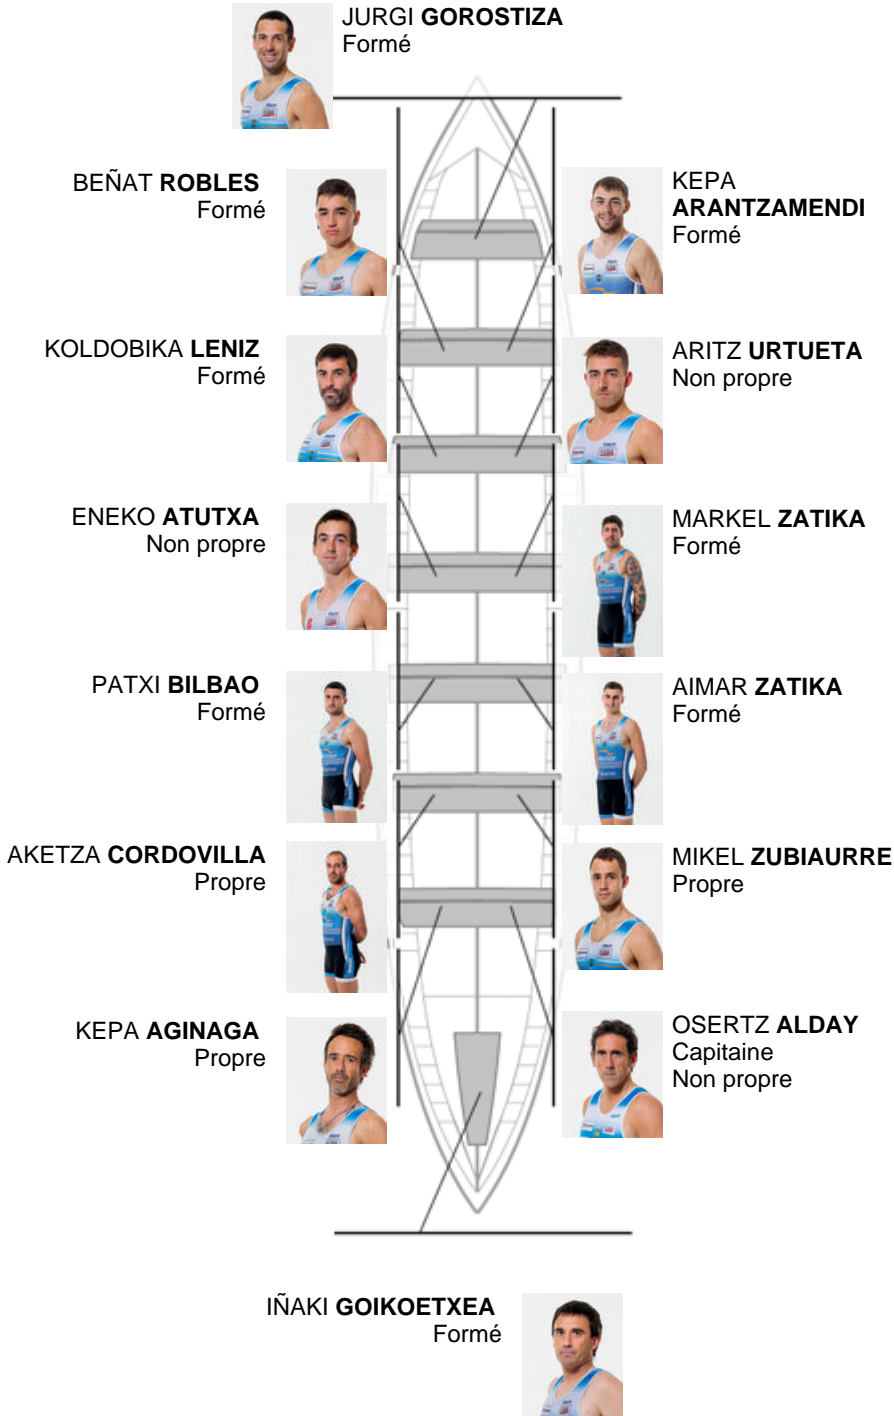 JURGI GOROSTIZA
Formé
BEÑAT ROBLES
Formé
KEPA
ARANTZAMENDI
Formé
KOLDOBIKA LENIZ
Formé
ARITZ URTUETA
Non propre
ENEKO ATUTXA
Non propre
MARKEL ZATIKA
Formé
PATXI BILBAO
Formé
AIMAR ZATIKA
Formé
AKETZA CORDOVILLA
Propre
MIKEL ZUBIAURRE
Propre
KEPA AGINAGA
Propre
OSERTZ ALDAY
Capitaine
Non propre
IÑAKI GOIKOETXEA
Formé